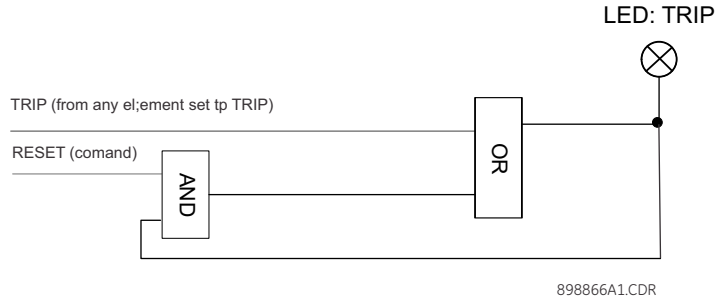 LED: TRIP
TRIP (from any el;ement set tp TRIP)
RESET (comand)
AND
OR
898866A1.CDR